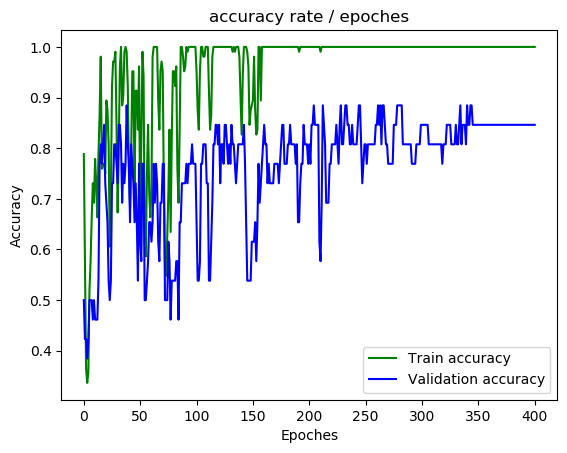 accuracy rate / epoches
1.0
0.9
0.8
0.7
0.6
0.5
0.4
Accuracy
0 50 100 150 200 250 300 350 400
Epoches
Train accuracy
Validation accuracy